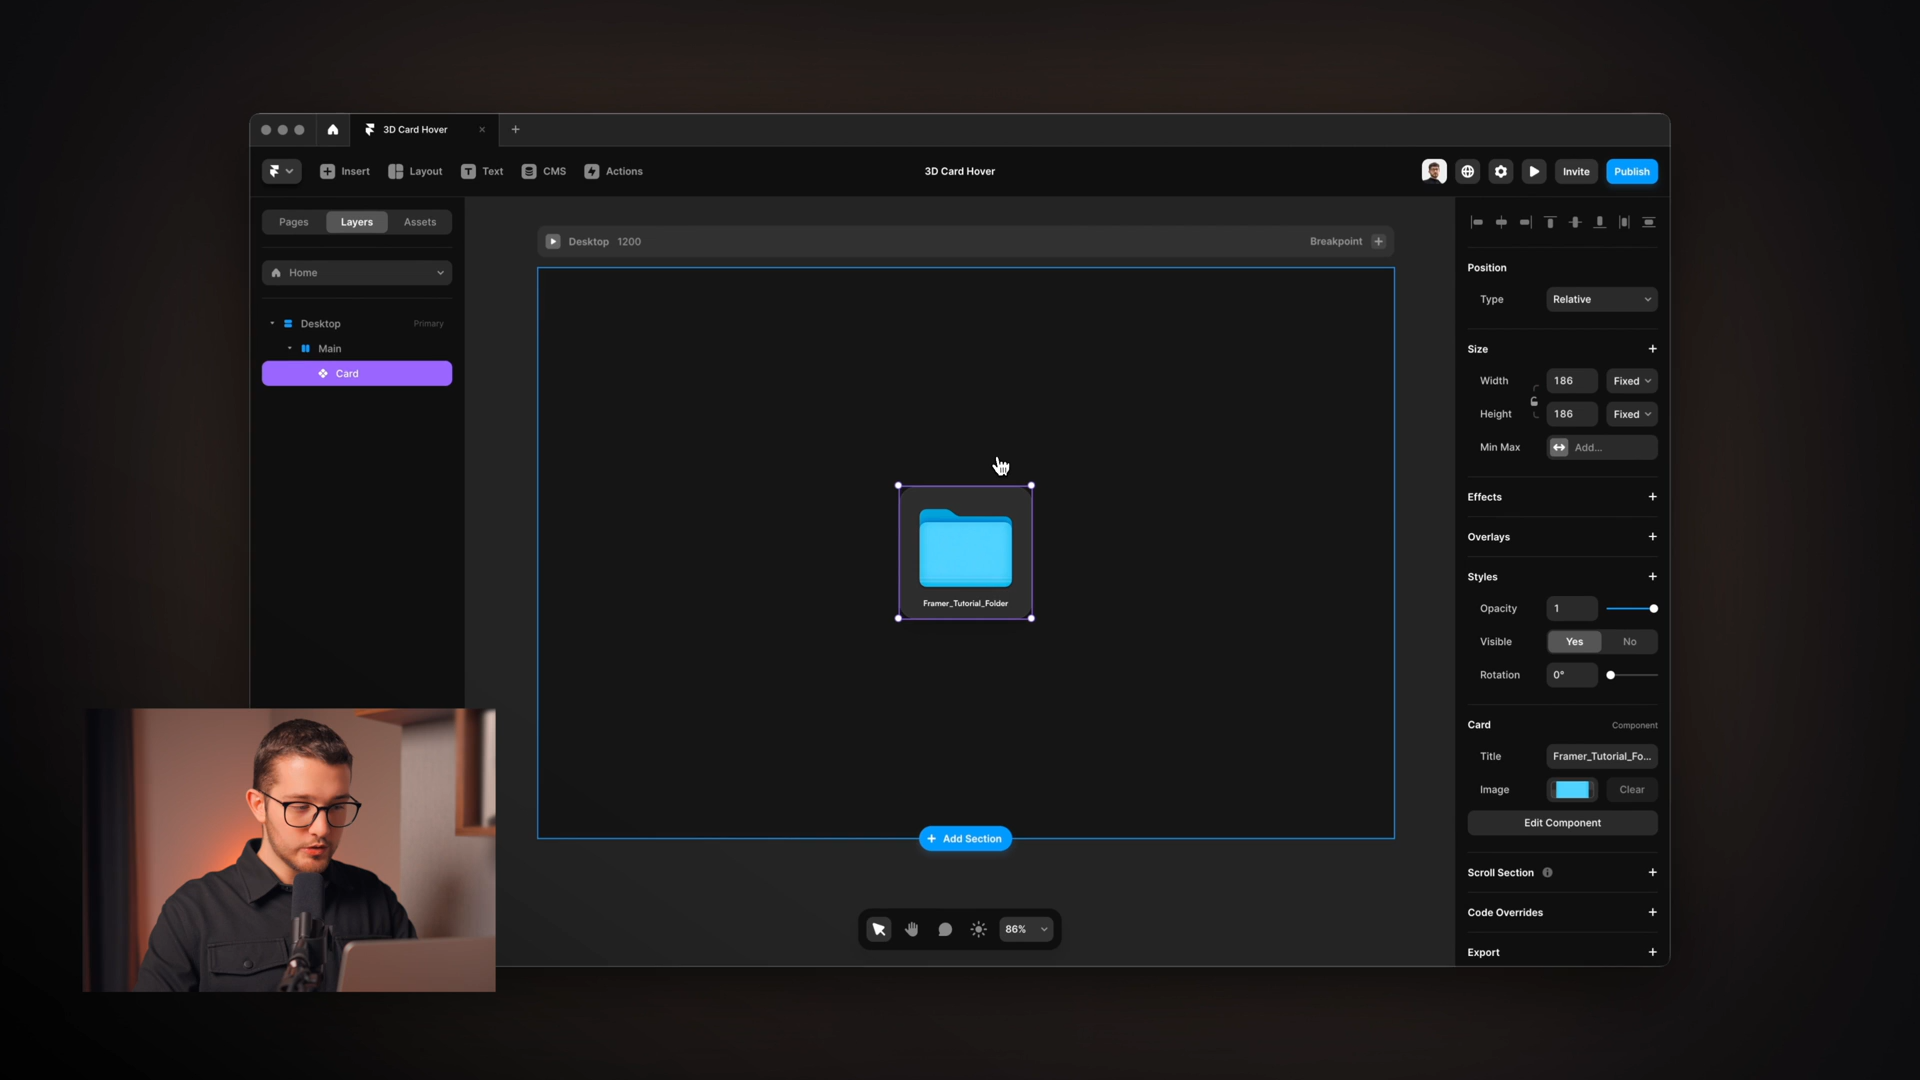 3D Card Hover
Insert
Layout
Text
CMS
Actions
3D Card Hover
Invite
Publish
Pages
Layers
Assets
Home
Desktop
Primary
Main
Card
Desktop 1200
Breakpoint
Framer_Tutorial_Folder
Add Section
86%
Position
Type
Relative
Size
Width
186
Fixed
Height
186
Fixed
Min Max
Add...
Effects
Overlays
Styles
Opacity
1
Visible
Yes
No
Rotation
0°
Card
Component
Title
Framer_Tutorial_Fo...
Image
Clear
Edit Component
Scroll Section
Code Overrides
Export